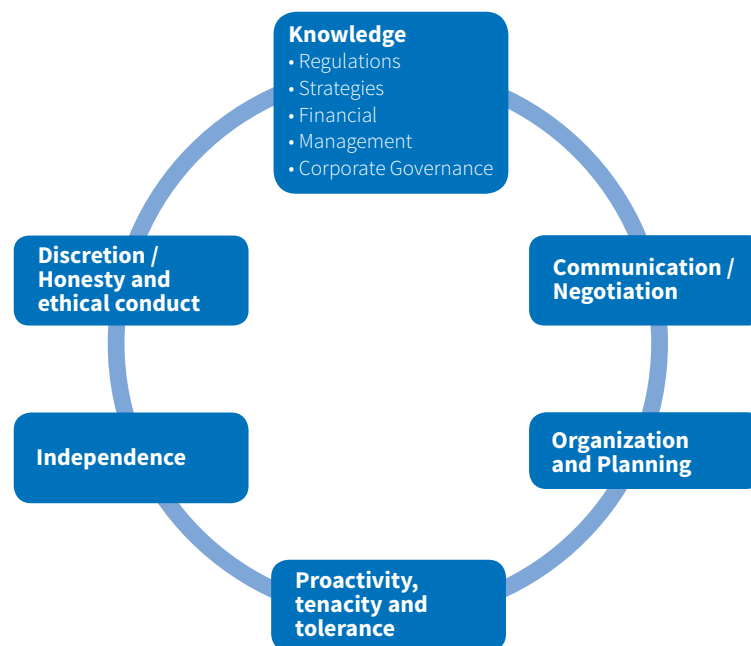 Knowledge
• Regulations
• Strategies
• Financial
• Management
• Corporate Governance
Communication /
Negotiation
Organization
and Planning
Proactivity,
tenacity and
tolerance
Independence
Discretion /
Honesty and
ethical conduct